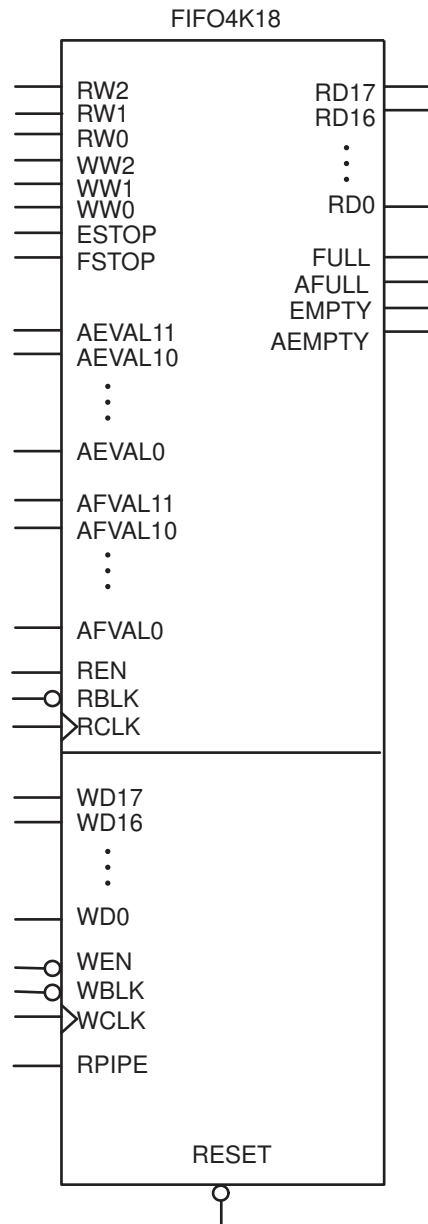 FIFO4K18
RW2
RD17
RW1
RD16
RW0
WW2
WW1
WW0
RD0
ESTOP
FSTOP
FULL
AFULL
EMPTY
AEVAL11
AEMPTY
AEVAL10
AEVAL0
AFVAL11
AFVAL10
AFVAL0
REN
RBLK
RCLK
WD17
WD16
WD0
WEN
WBLK
WCLK
RPIPE
RESET